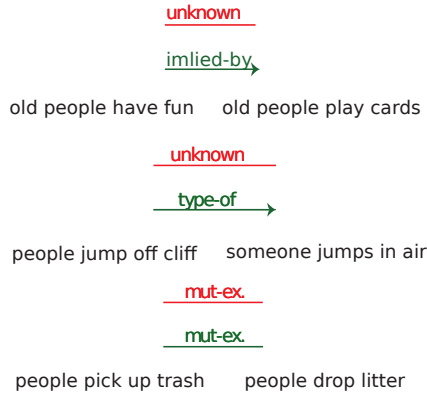 unknown
imlied-by
old people have fun old people play cards
unknown
type-of
people jump off cliff someone jumps in air
mut-ex.
mut-ex.
people pick up trash people drop litter